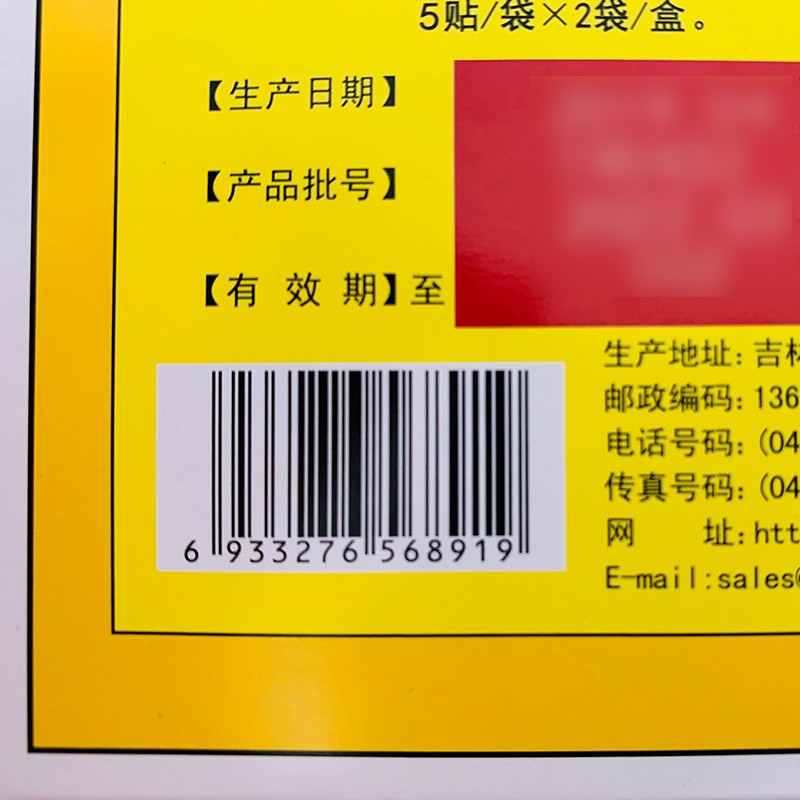 5贴/袋×2袋/盒。
【生产日期】
【产品批号】
【有 效 期】至
生产地址：吉林
邮政编码：136
电话号码：(04
传真号码：(04
网 址：htt
E-mail:sales@
6 933276 568919